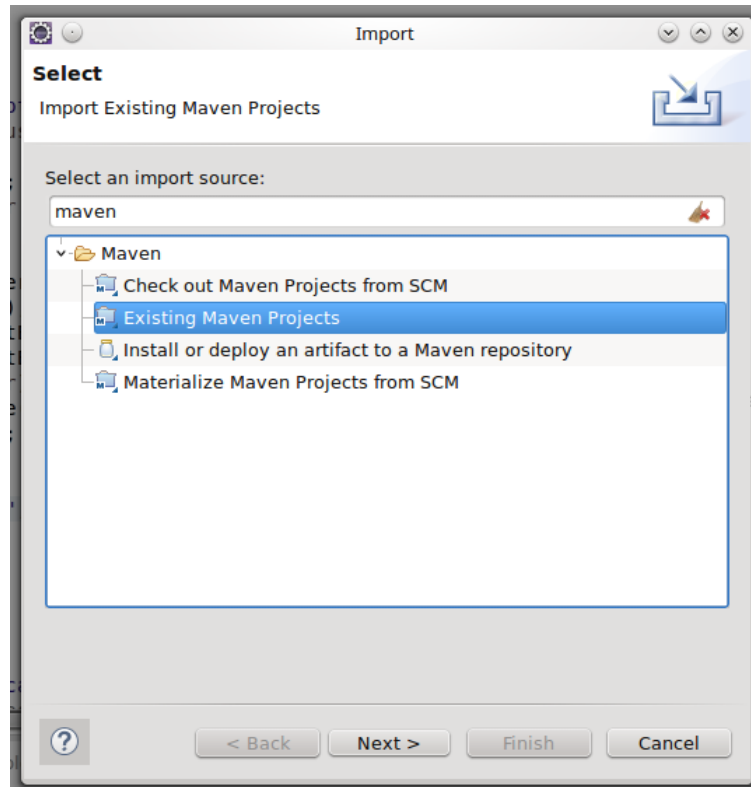 Import
Select
Import Existing Maven Projects
Select an import source:
maven
Maven
Check out Maven Projects from SCM
Existing Maven Projects
Install or deploy an artifact to a Maven repository
Materialize Maven Projects from SCM
?
< Back Next > Finish Cancel